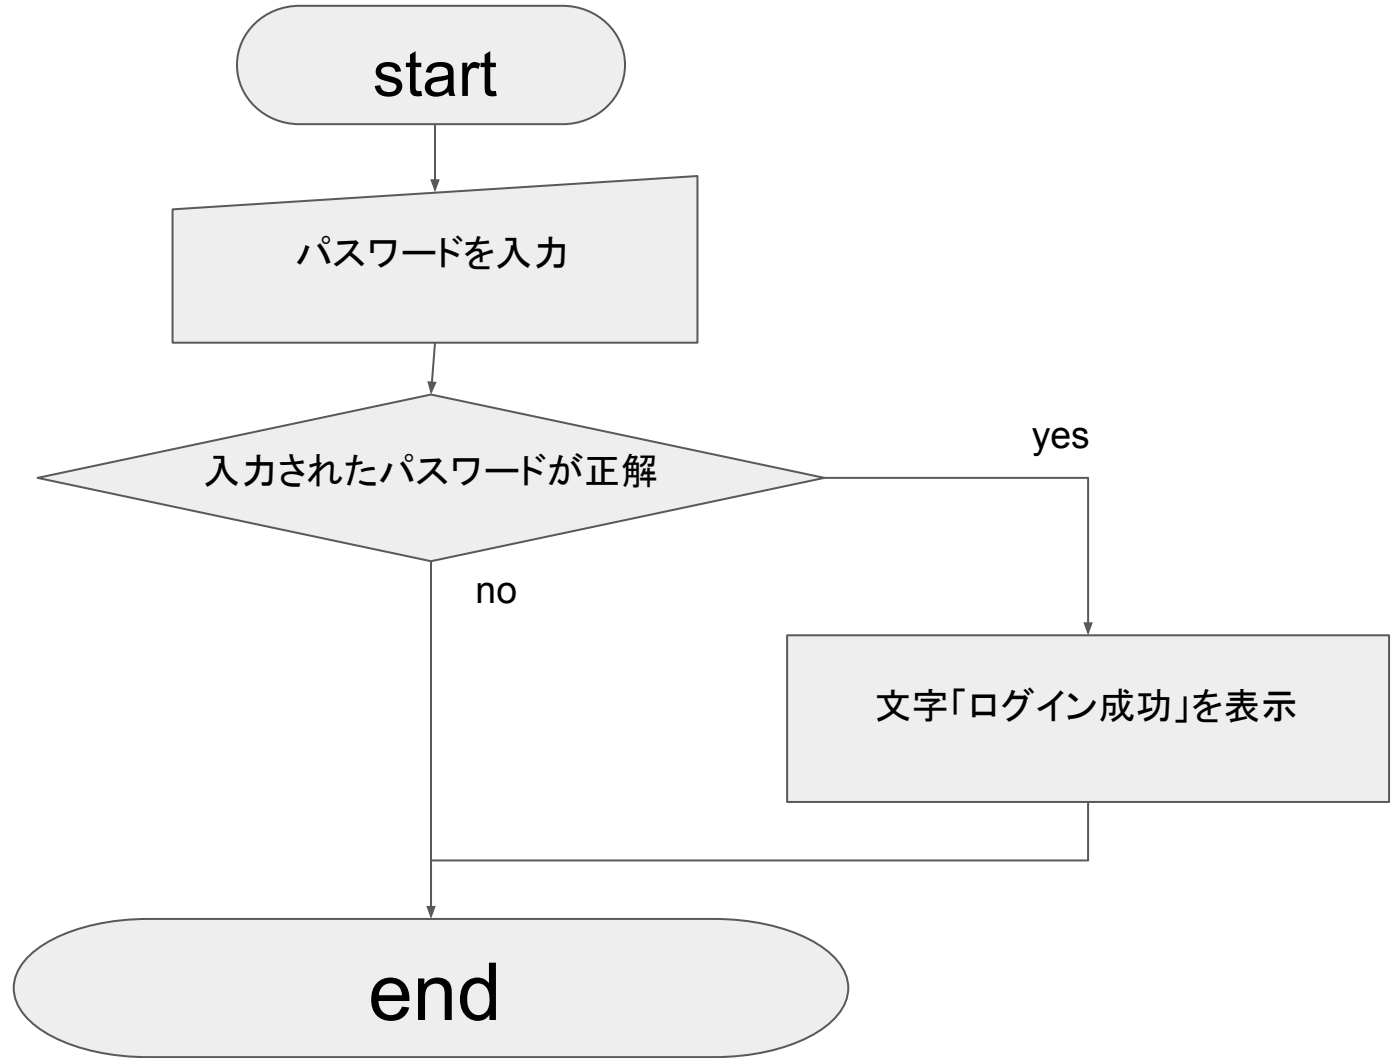 start
パスワードを入力
入力されたパスワードが正解
yes
no
文字「ログイン成功」を表示
end